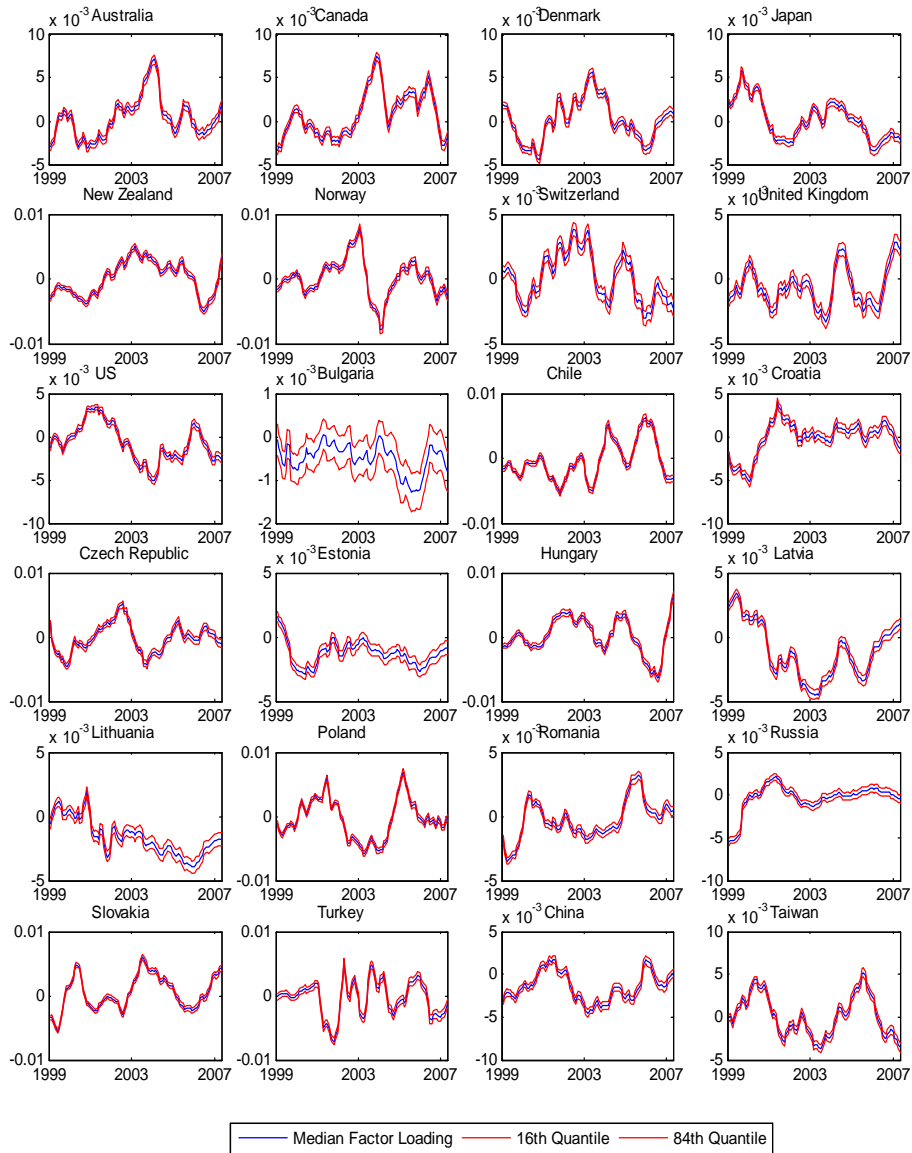 x 10-3 Australia
x 10-3 Canada
x 10-3 Denmark
x 10-3 Japan
10
5
0
-5
1999 2003 2007
10
5
0
-5
1999 2003 2007
10
5
0
-5
1999 2003 2007
10
5
0
-5
1999 2003 2007
New Zealand
Norway
x 10-3 Switzerland
x 10-3 United Kingdom
0.01
0
-0.01
1999 2003 2007
0.01
0
-0.01
1999 2003 2007
5
0
-5
1999 2003 2007
5
0
-5
1999 2003 2007
x 10-3 US
x 10-3 Bulgaria
Chile
x 10-3 Croatia
5
0
-5
-10
1999 2003 2007
1
0
-1
-2
1999 2003 2007
0.01
0
-0.01
1999 2003 2007
5
0
-5
1999 2003 2007
Czech Republic
x 10-3 Estonia
Hungary
x 10-3 Latvia
0.01
0
-0.01
1999 2003 2007
5
0
-5
1999 2003 2007
0.01
0
-0.01
1999 2003 2007
5
0
-5
1999 2003 2007
x 10-3 Lithuania
Poland
x 10-3 Romania
x 10-3 Russia
5
0
-5
1999 2003 2007
0.01
0
-0.01
1999 2003 2007
5
0
-5
1999 2003 2007
5
0
-5
-10
1999 2003 2007
Slovakia
Turkey
x 10-3 China
x 10-3 Taiwan
0.01
0
-0.01
1999 2003 2007
0.01
0
-0.01
1999 2003 2007
5
0
-5
-10
1999 2003 2007
10
5
0
-5
1999 2003 2007
Median Factor Loading 16th Quantile 84th Quantile